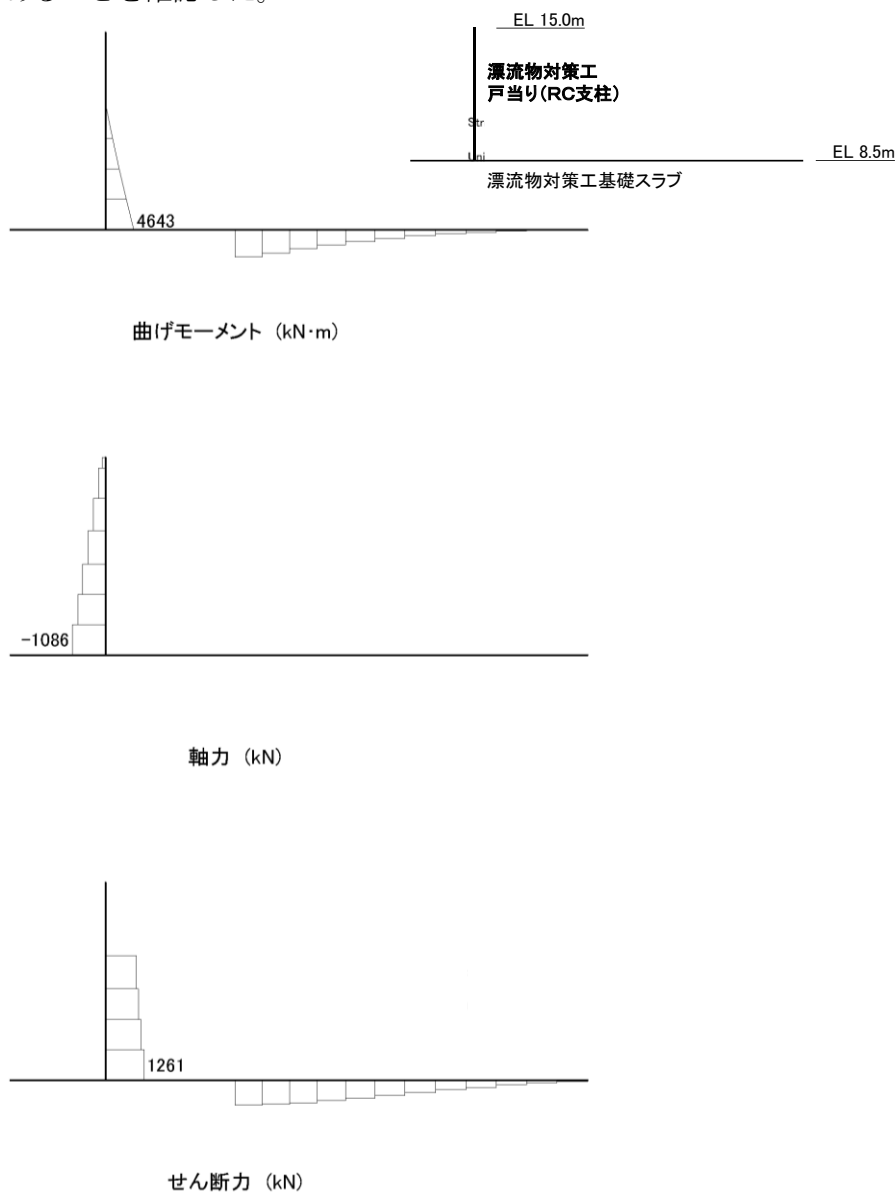 EL 15.0m
漂流物対策工
戸当り(RC支柱)
Str
Uni
EL 8.5m
漂流物対策工基礎スラブ
4643
曲げモーメント (kN·m)
-1086
軸力 (kN)
1261
せん断力 (kN)